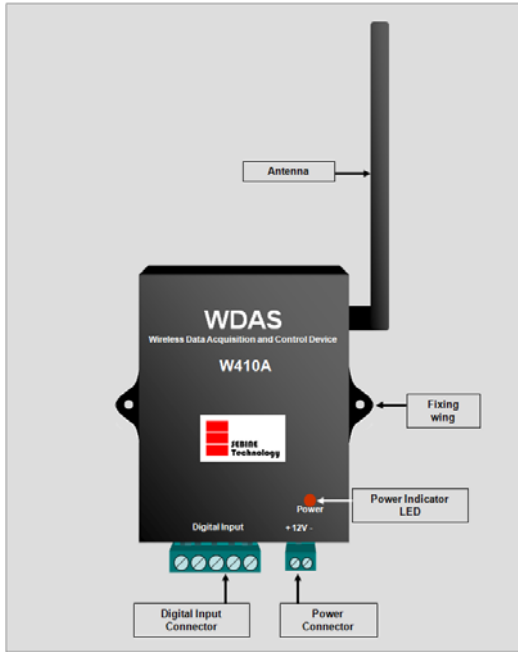 Antenna
WDAS
Wireless Data Acquisition and Control Device
W410A
Fixing
wing
SEBINE
Technology
Power Indicator
LED
Power
Digital Input
+12V -
Digital Input
Connector
Power
Connector